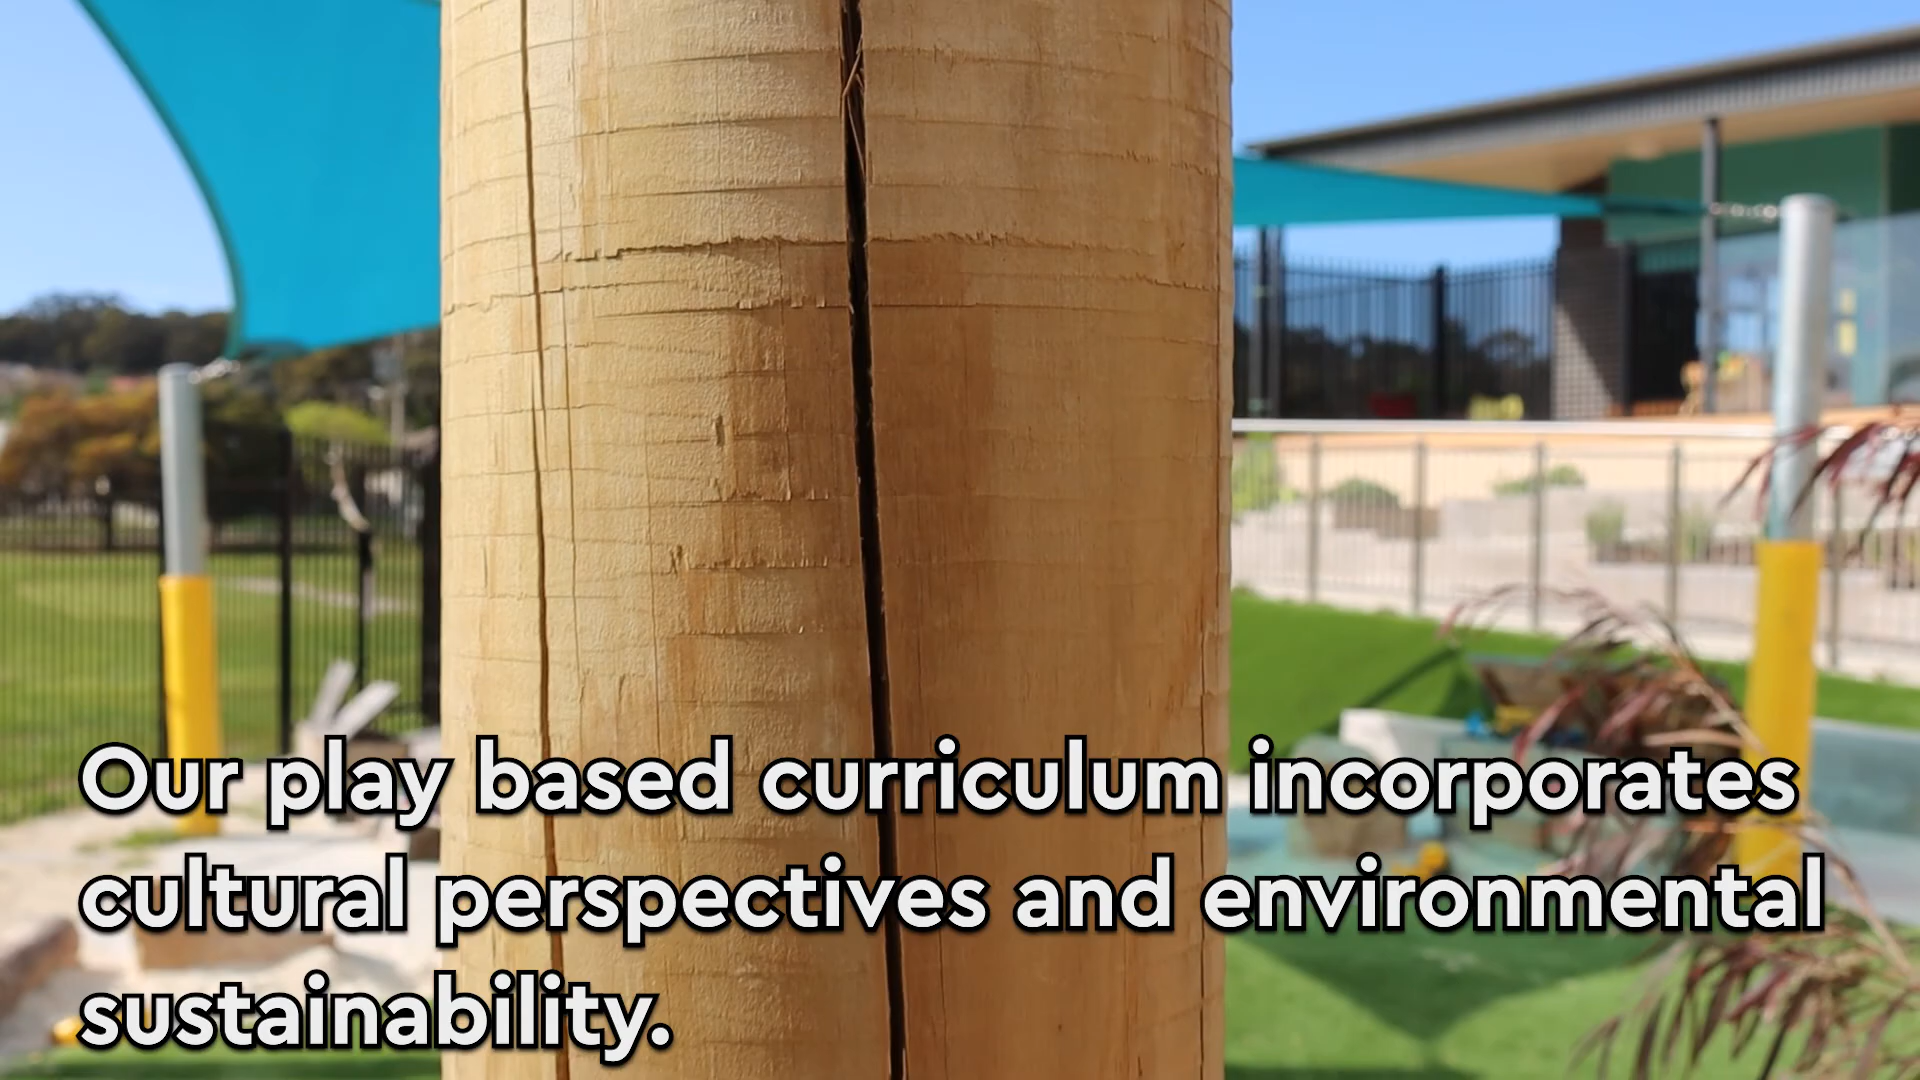 Our play based curriculum incorporates
cultural perspectives and environmental
sustainability.